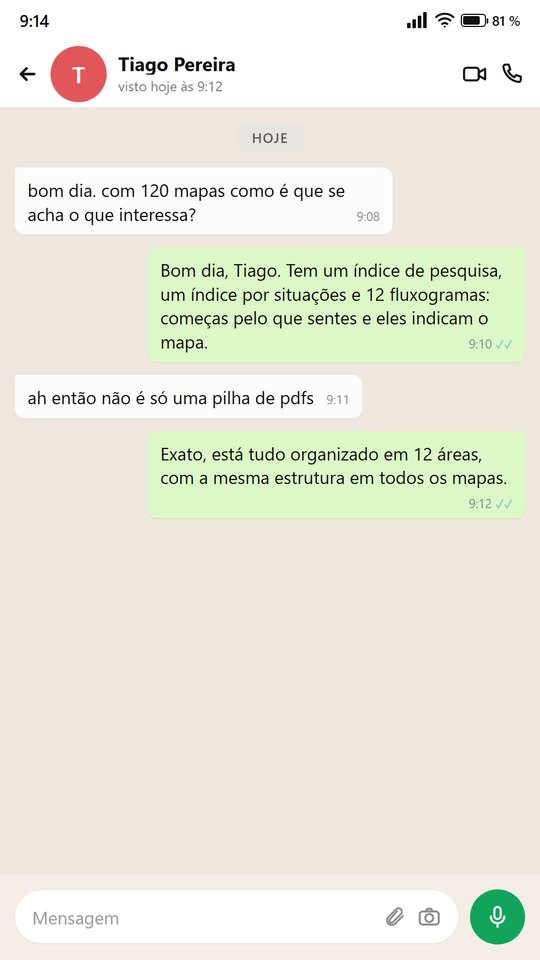 9:14
81 %
T
Tiago Pereira
visto hoje às 9:12
HOJE
bom dia. com 120 mapas como é que se
acha o que interessa?
9:08
Bom dia, Tiago. Tem um índice de pesquisa,
um índice por situações e 12 fluxogramas:
começas pelo que sentes e eles indicam o
mapa.
9:10
ah então não é só uma pilha de pdfs
9:11
Exato, está tudo organizado em 12 áreas,
com a mesma estrutura em todos os mapas.
9:12
Mensagem